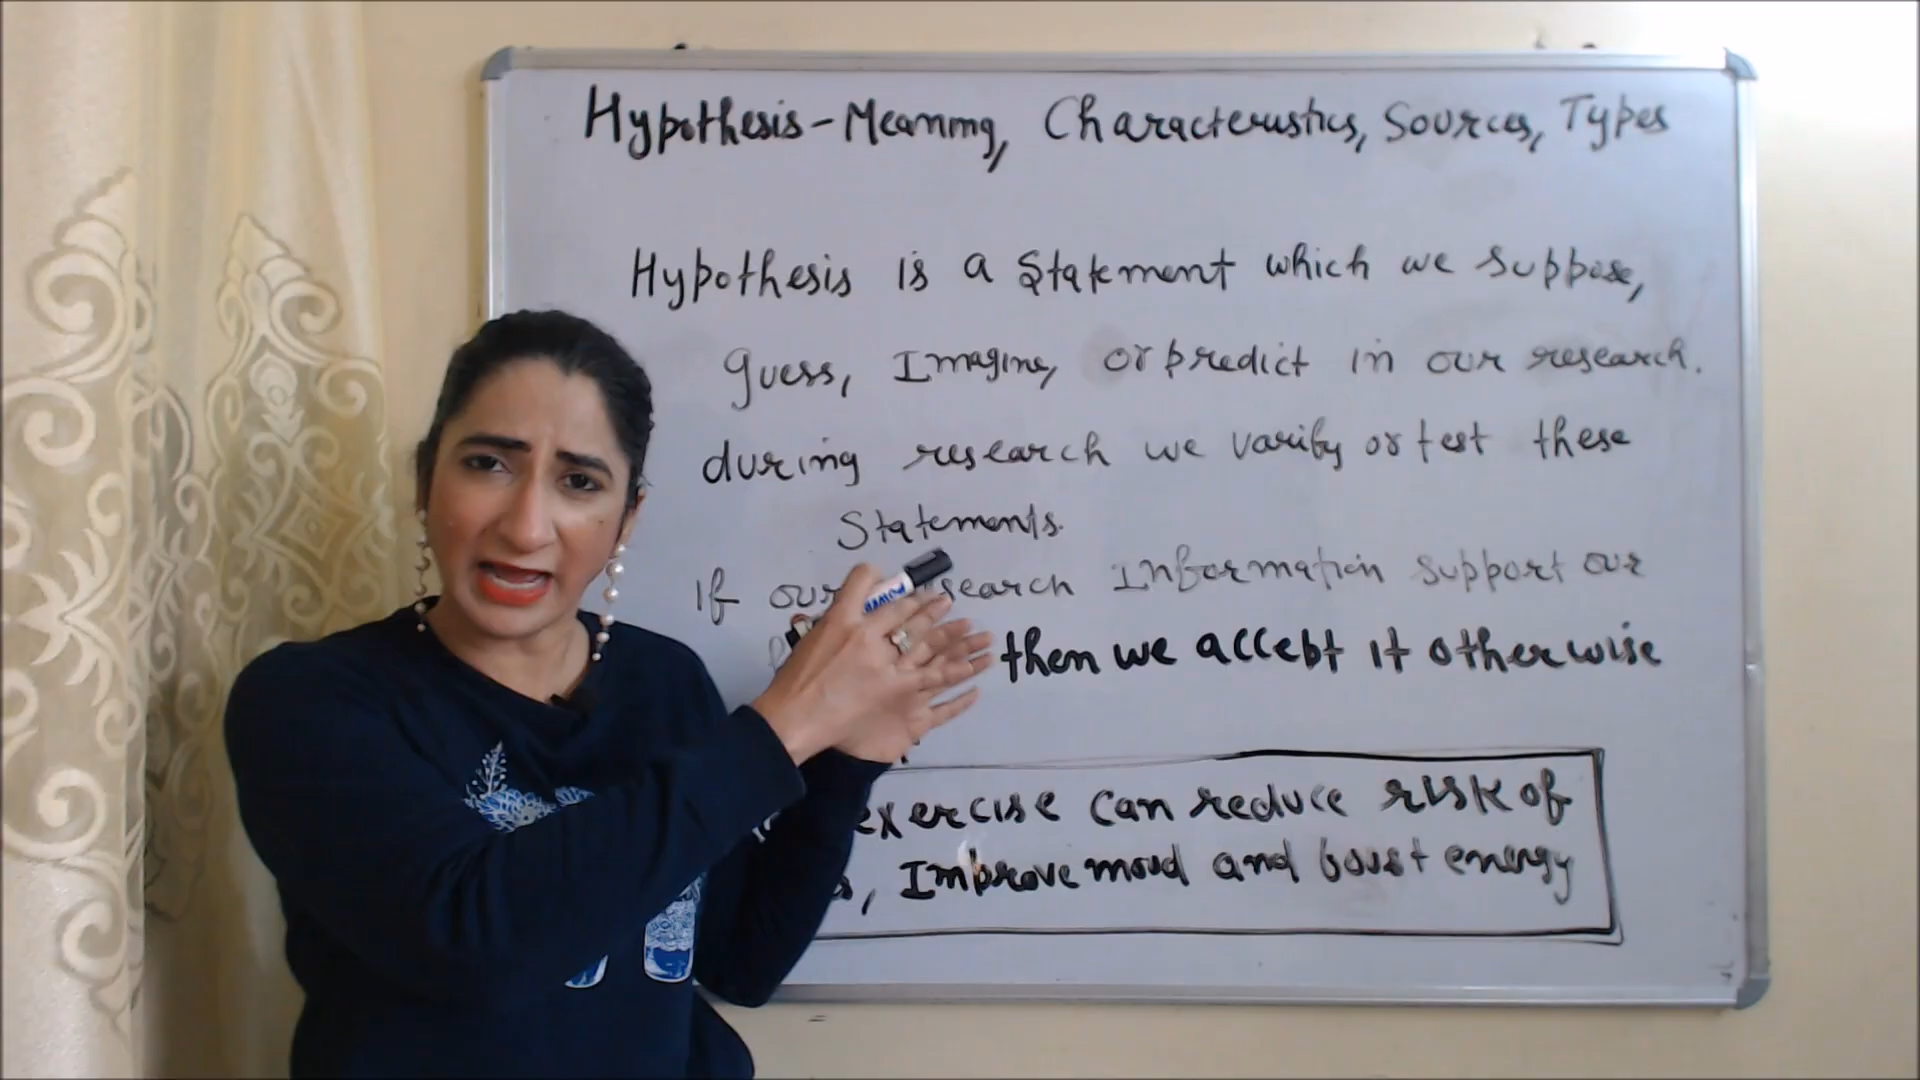 Hypothesis - Meaning, Characteristics, Sources, Types
Hypothesis is a statement which we suppose,
guess, Imagine, or predict in our research.
during research we varify or test these
Statements.
If our search Information support our
then we accept it otherwise
exercise can reduce risk of
, Improve mood and boost energy
POWER